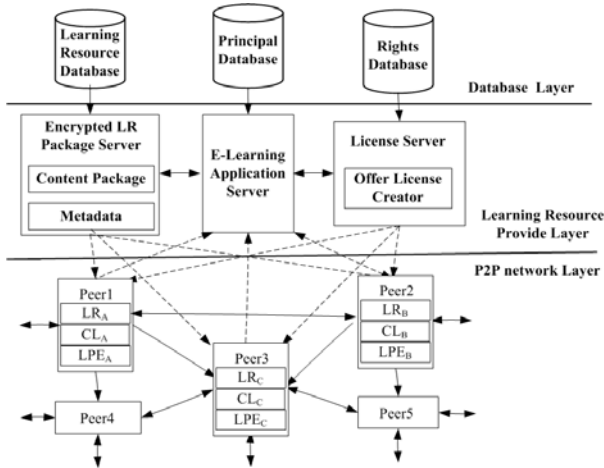 Learning
Resource
Database
Principal
Database
Rights
Database
Database Layer
Encrypted LR
Package Server
Content Package
Metadata
E-Learning
Application
Server
License Server
Offer License
Creator
Learning Resource
Provide Layer
P2P network Layer
Peer1
LRA
CLA
LPEA
Peer2
LRB
CLB
LPEB
Peer3
LRC
CLC
LPEC
Peer4
Peer5